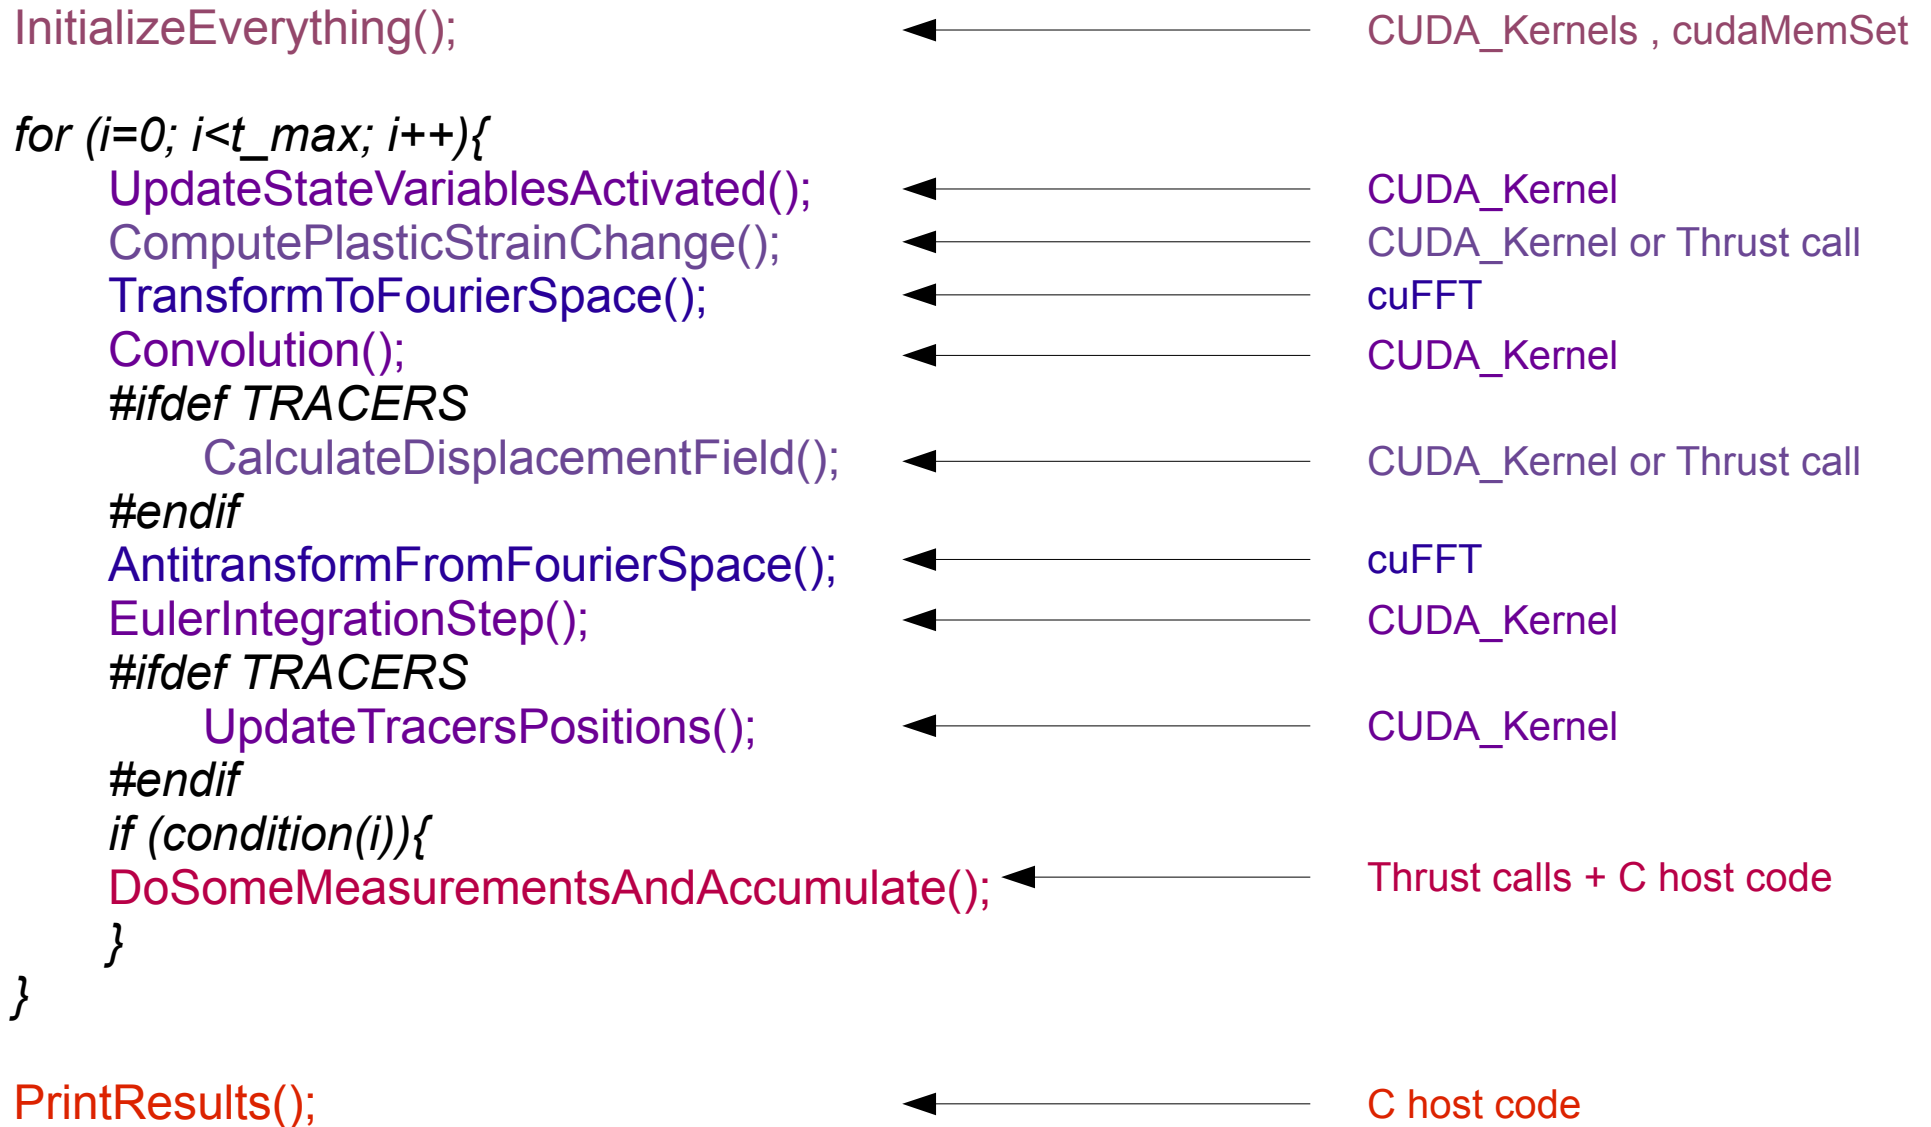 InitializeEverything(); CUDA_Kernels , cudaMemSet
for (i=0; i<t_max; i++){
UpdateStateVariablesActivated(); CUDA_Kernel
ComputePlasticStrainChange(); CUDA_Kernel or Thrust call
TransformToFourierSpace(); cuFFT
Convolution(); CUDA_Kernel
#ifdef TRACERS
CalculateDisplacementField(); CUDA_Kernel or Thrust call
#endif
AntitransformFromFourierSpace(); cuFFT
EulerIntegrationStep(); CUDA_Kernel
#ifdef TRACERS
UpdateTracersPositions(); CUDA_Kernel
#endif
if (condition(i)){
DoSomeMeasurementsAndAccumulate(); Thrust calls + C host code
}
}
PrintResults(); C host code